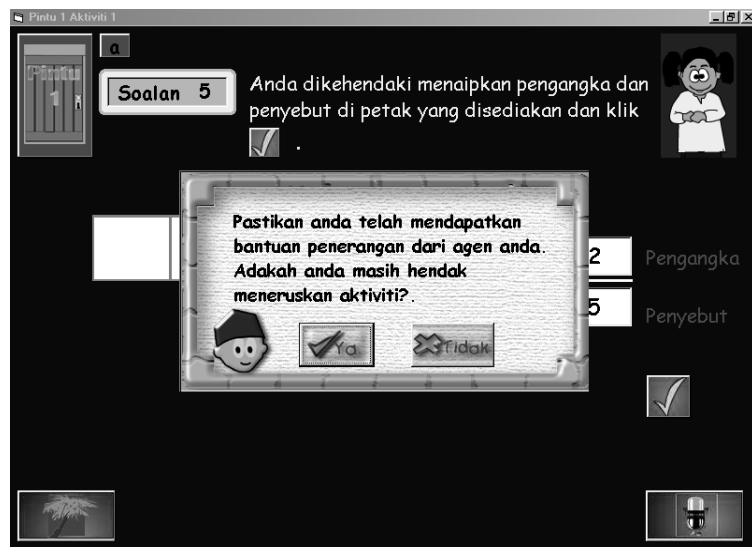 Pintu 1 Aktiviti 1
a
Pintu
1
Soalan 5
Anda dikehendaki menaipkan pengangka dan
penyebut di petak yang disediakan dan klik
.
Pastikan anda telah mendapatkan
bantuan penerangan dari agen anda.
Adakah anda masih hendak
meneruskan aktiviti?.
Ya
Tidak
2 Pengangka
5 Penyebut